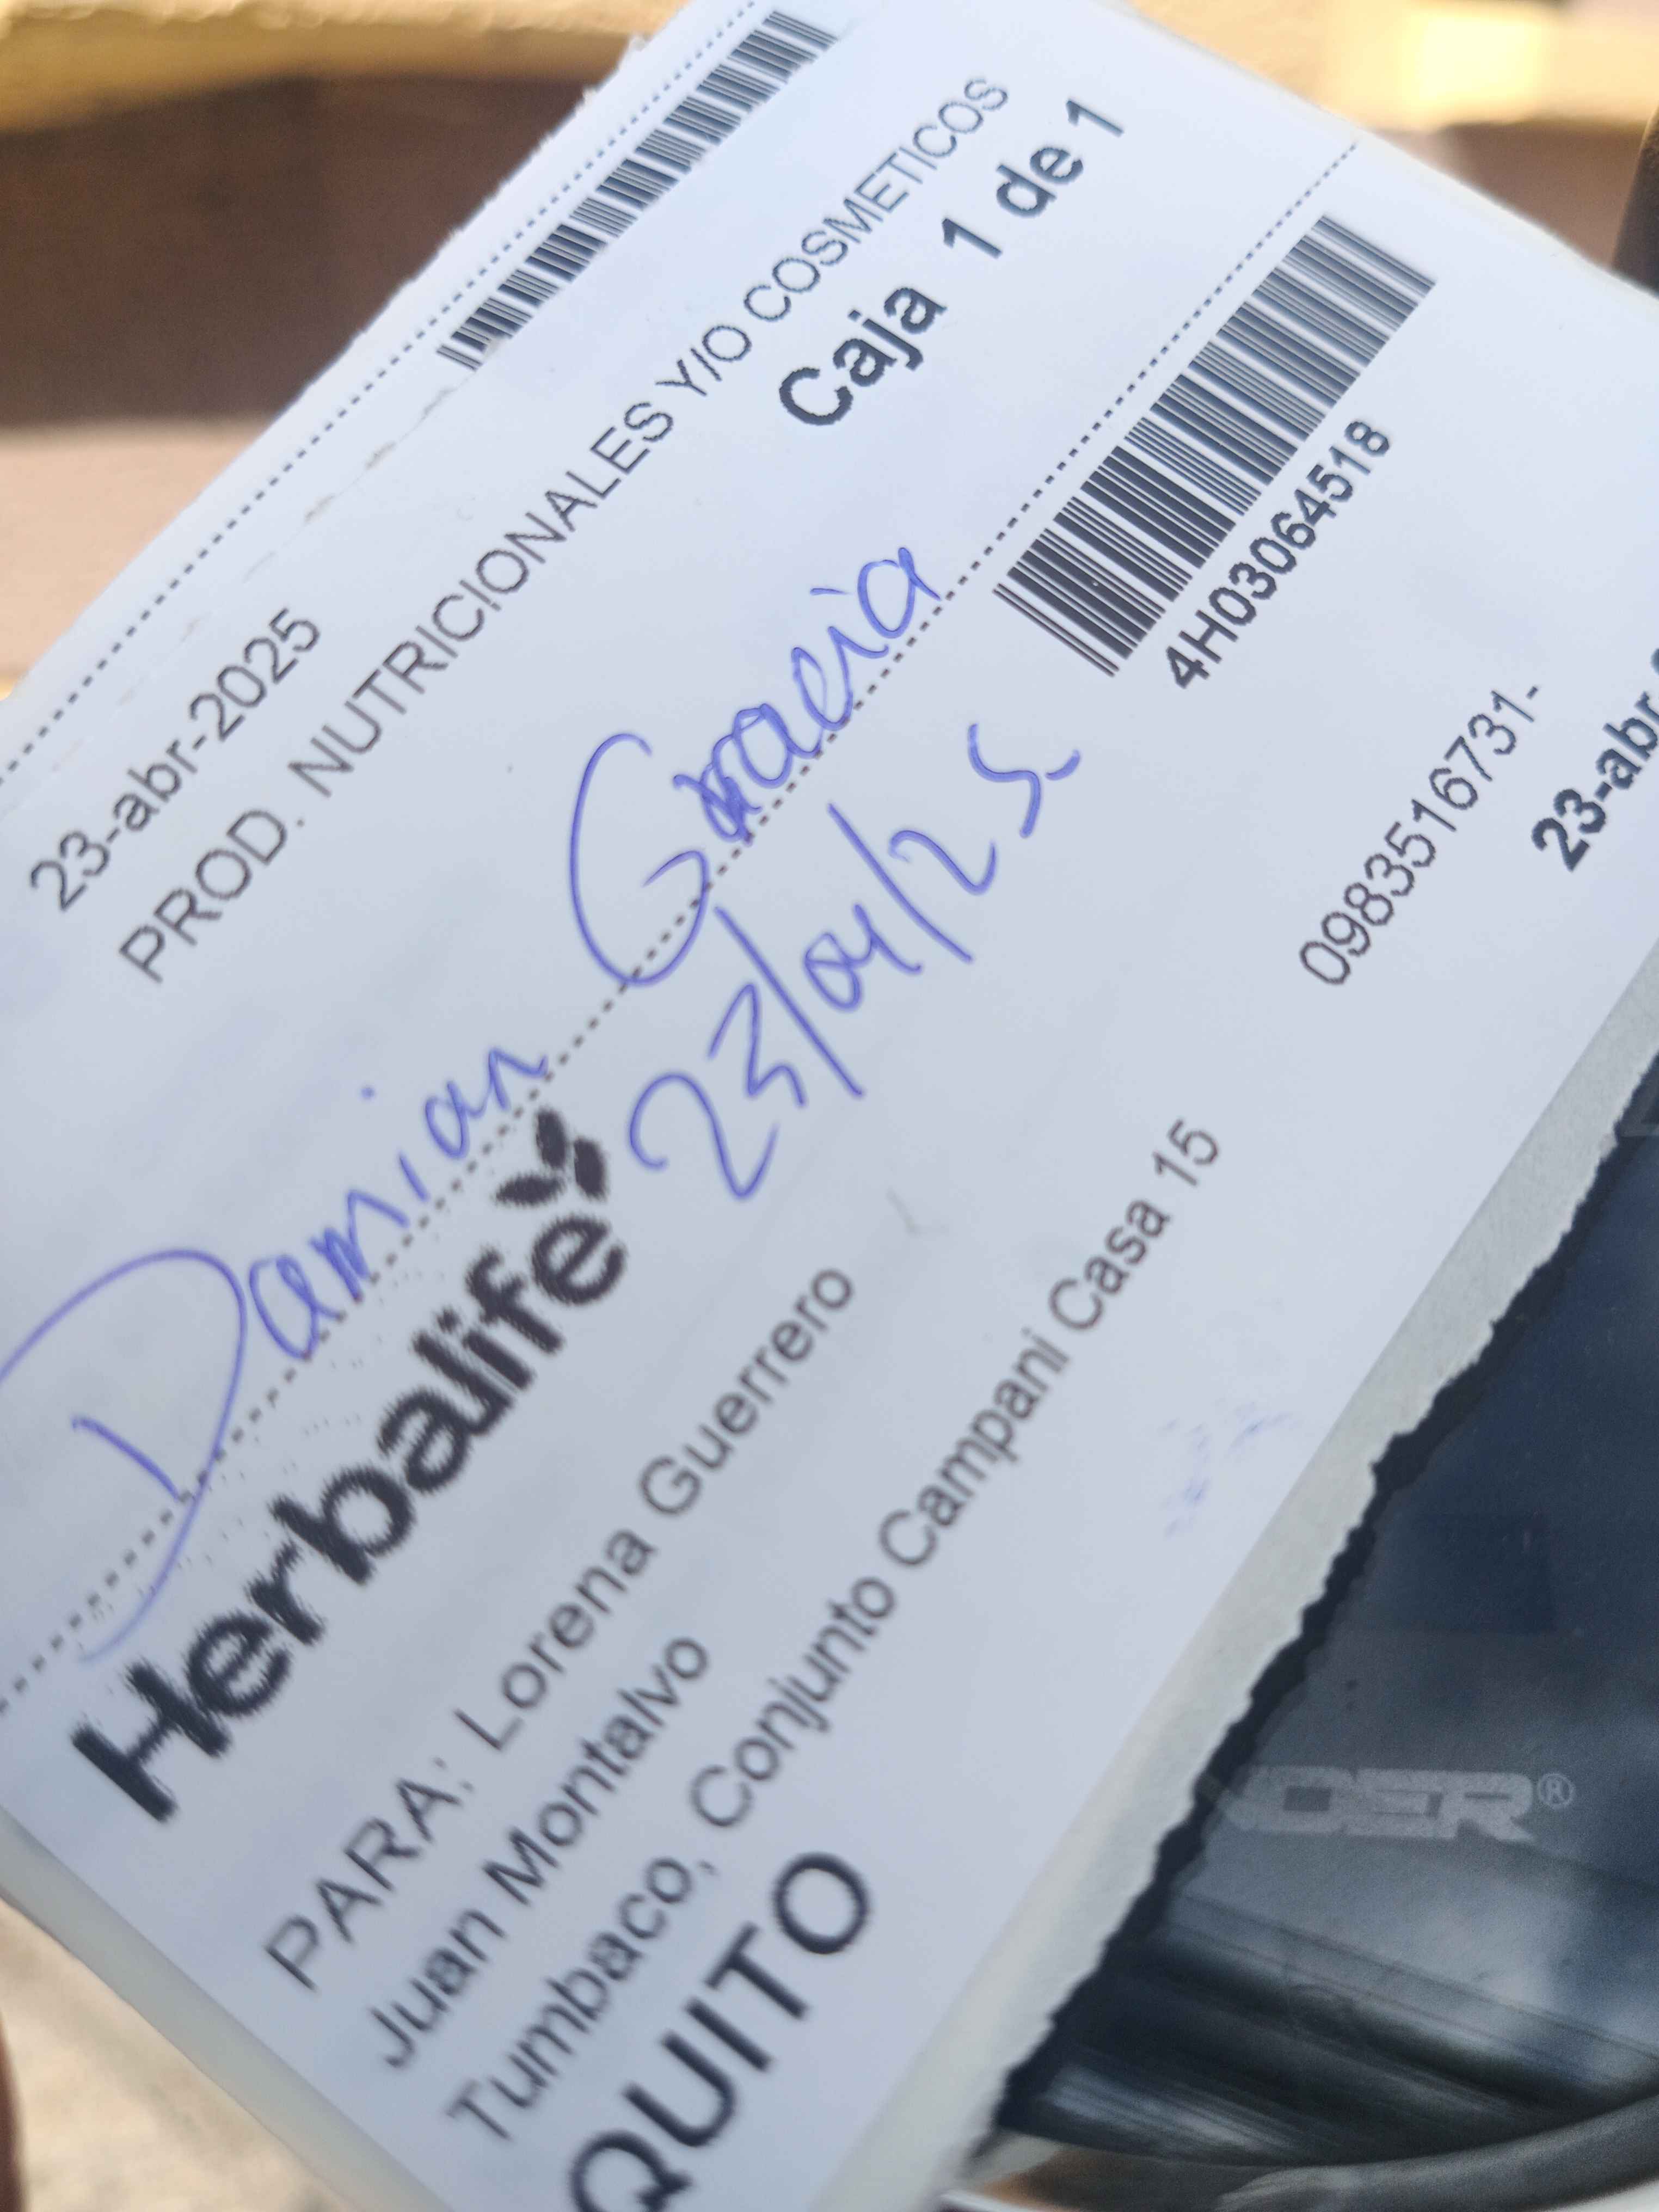 23-abr-2025
PROD. NUTRICIONALES Y/O COSMETICOS
Caja 1 de 1
Damian Gracia
23/04/25.
Herbalife
4H03064518
PARA: Lorena Guerrero
Juan Montalvo
0983516731-
Tumbaco, Conjunto Campani Casa 15
23-abr
QUITO
DER®